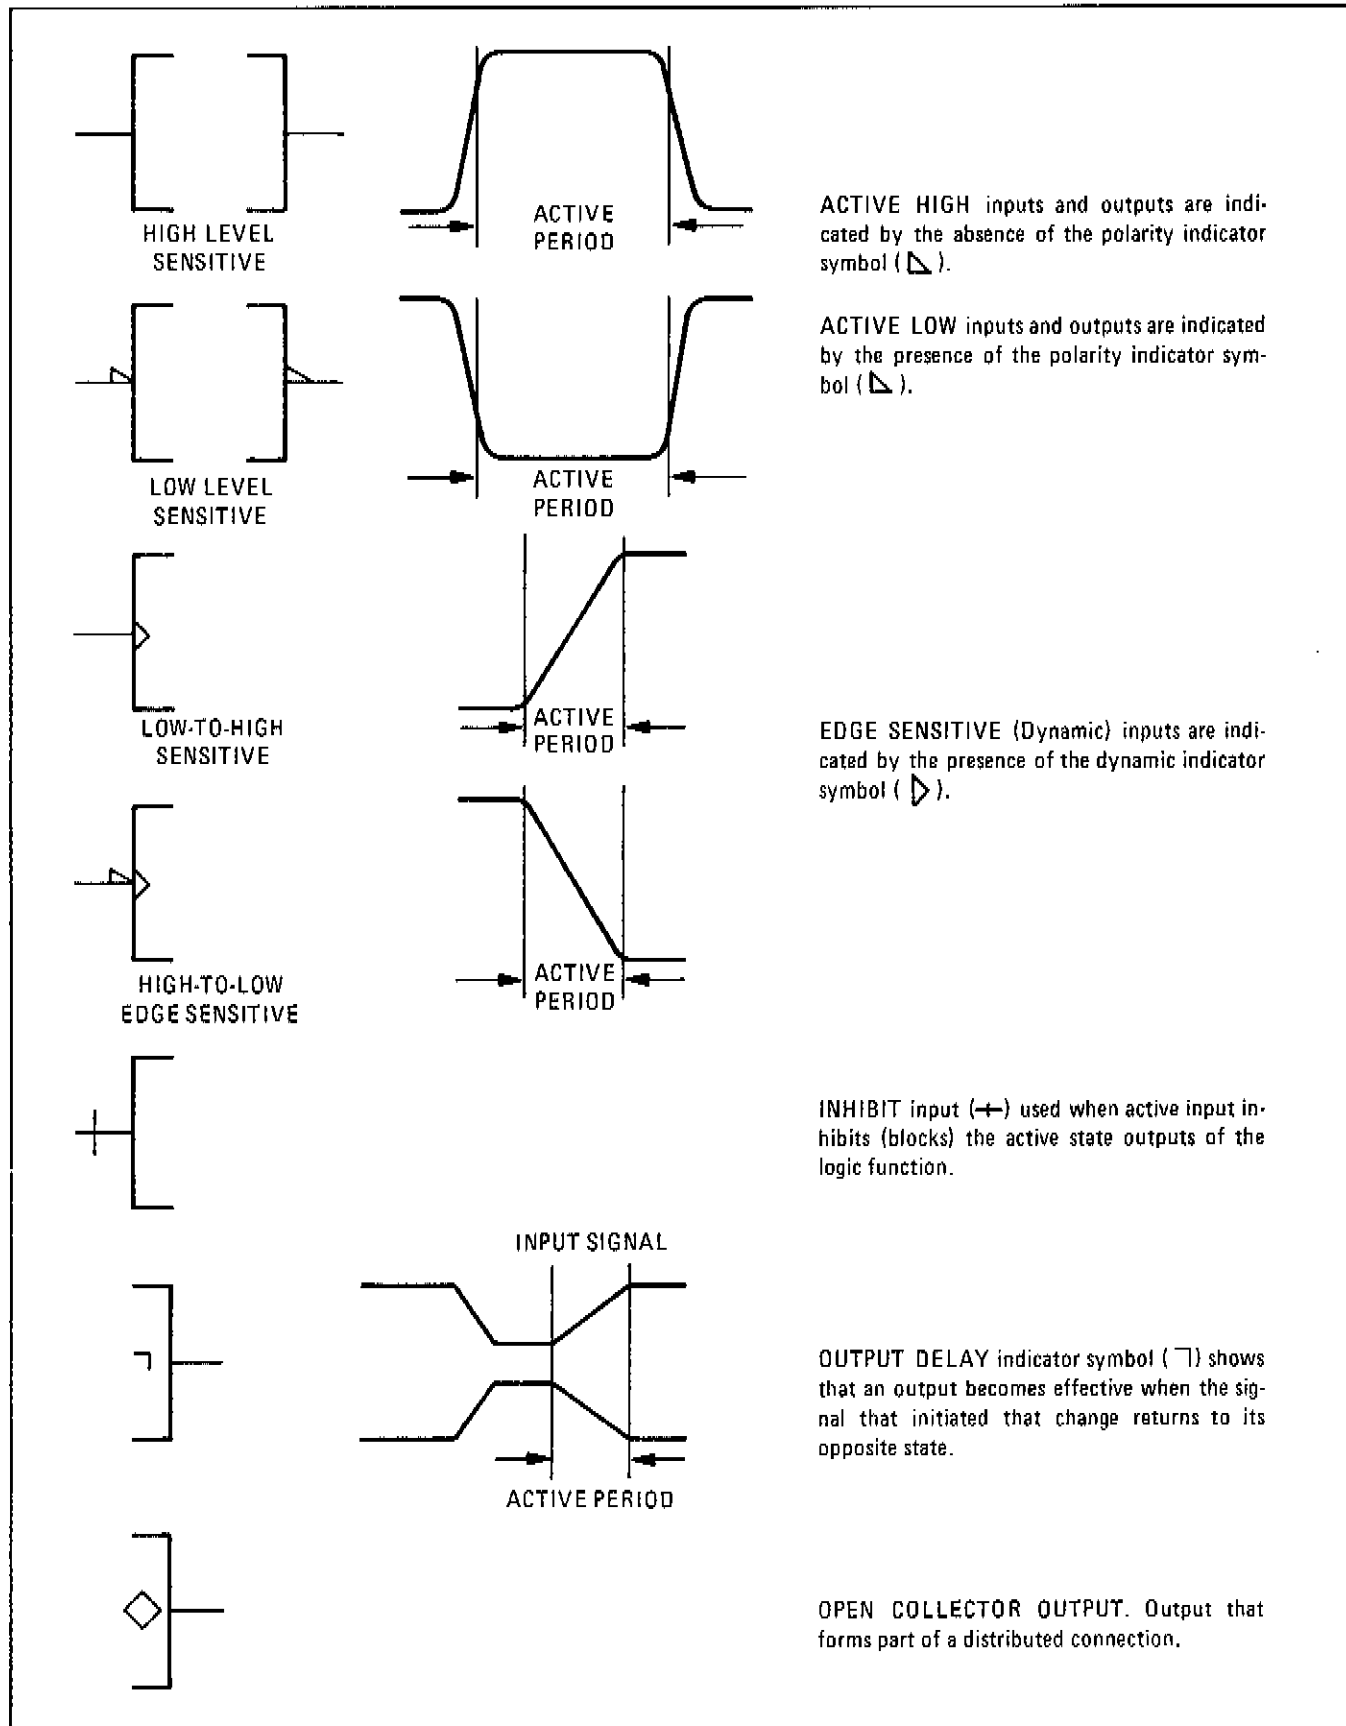 HIGH LEVEL
SENSITIVE
ACTIVE
PERIOD
ACTIVE HIGH inputs and outputs are indi-
cated by the absence of the polarity indicator
symbol ( ).
LOW LEVEL
SENSITIVE
ACTIVE
PERIOD
ACTIVE LOW inputs and outputs are indicated
by the presence of the polarity indicator sym-
bol ( ).
LOW-TO-HIGH
SENSITIVE
ACTIVE
PERIOD
EDGE SENSITIVE (Dynamic) inputs are indi-
cated by the presence of the dynamic indicator
symbol ( ).
HIGH-TO-LOW
EDGE SENSITIVE
ACTIVE
PERIOD
INHIBIT input ( ) used when active input in-
hibits (blocks) the active state outputs of the
logic function.
INPUT SIGNAL
ACTIVE PERIOD
OUTPUT DELAY indicator symbol ( ) shows
that an output becomes effective when the sig-
nal that initiated that change returns to its
opposite state.
OPEN COLLECTOR OUTPUT. Output that
forms part of a distributed connection.